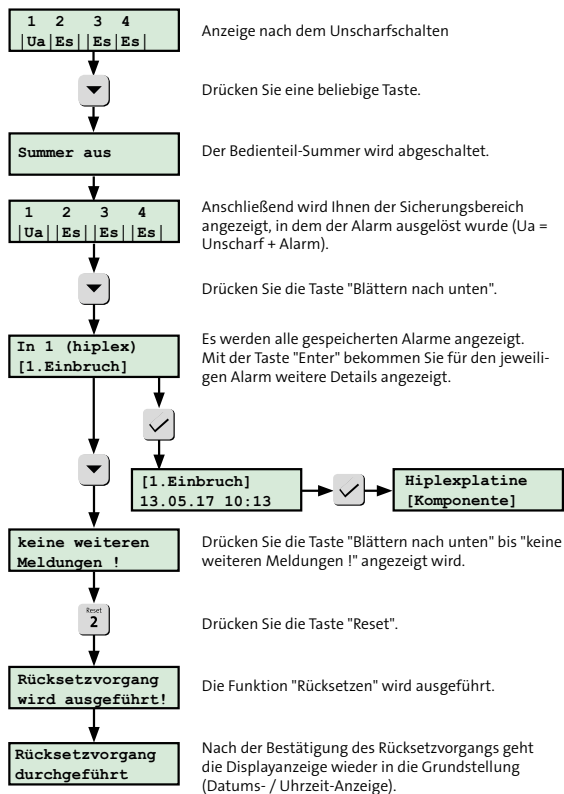 1 2 3 4
|Ua|Es||Es|Es|
Anzeige nach dem Unscharfschalten
Drücken Sie eine beliebige Taste.
Summer aus
Der Bedienteil-Summer wird abgeschaltet.
1 2 3 4
|Ua||Es||Es||Es|
Anschließend wird Ihnen der Sicherungsbereich
angezeigt, in dem der Alarm ausgelöst wurde (Ua =
Unscharf + Alarm).
Drücken Sie die Taste "Blättern nach unten".
In 1 (hiplex)
[1.Einbruch]
Es werden alle gespeicherten Alarme angezeigt.
Mit der Taste "Enter" bekommen Sie für den jeweili-
gen Alarm weitere Details angezeigt.
[1.Einbruch]
13.05.17 10:13
Hiplexplatine
[Komponente]
keine weiteren
Meldungen !
Drücken Sie die Taste "Blättern nach unten" bis "keine
weiteren Meldungen !" angezeigt wird.
Reset
2
Drücken Sie die Taste "Reset".
Rücksetzvorgang
wird ausgeführt!
Die Funktion "Rücksetzen" wird ausgeführt.
Rücksetzvorgang
durchgeführt
Nach der Bestätigung des Rücksetzvorgangs geht
die Displayanzeige wieder in die Grundstellung
(Datums- / Uhrzeit-Anzeige).